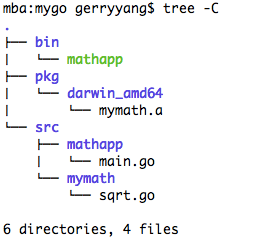 mba:mygo gerryyang$ tree -C
.
├── bin
│   └── mathapp
├── pkg
│   └── darwin_amd64
│       └── mymath.a
└── src
    ├── mathapp
    │   └── main.go
    └── mymath
        └── sqrt.go

6 directories, 4 files